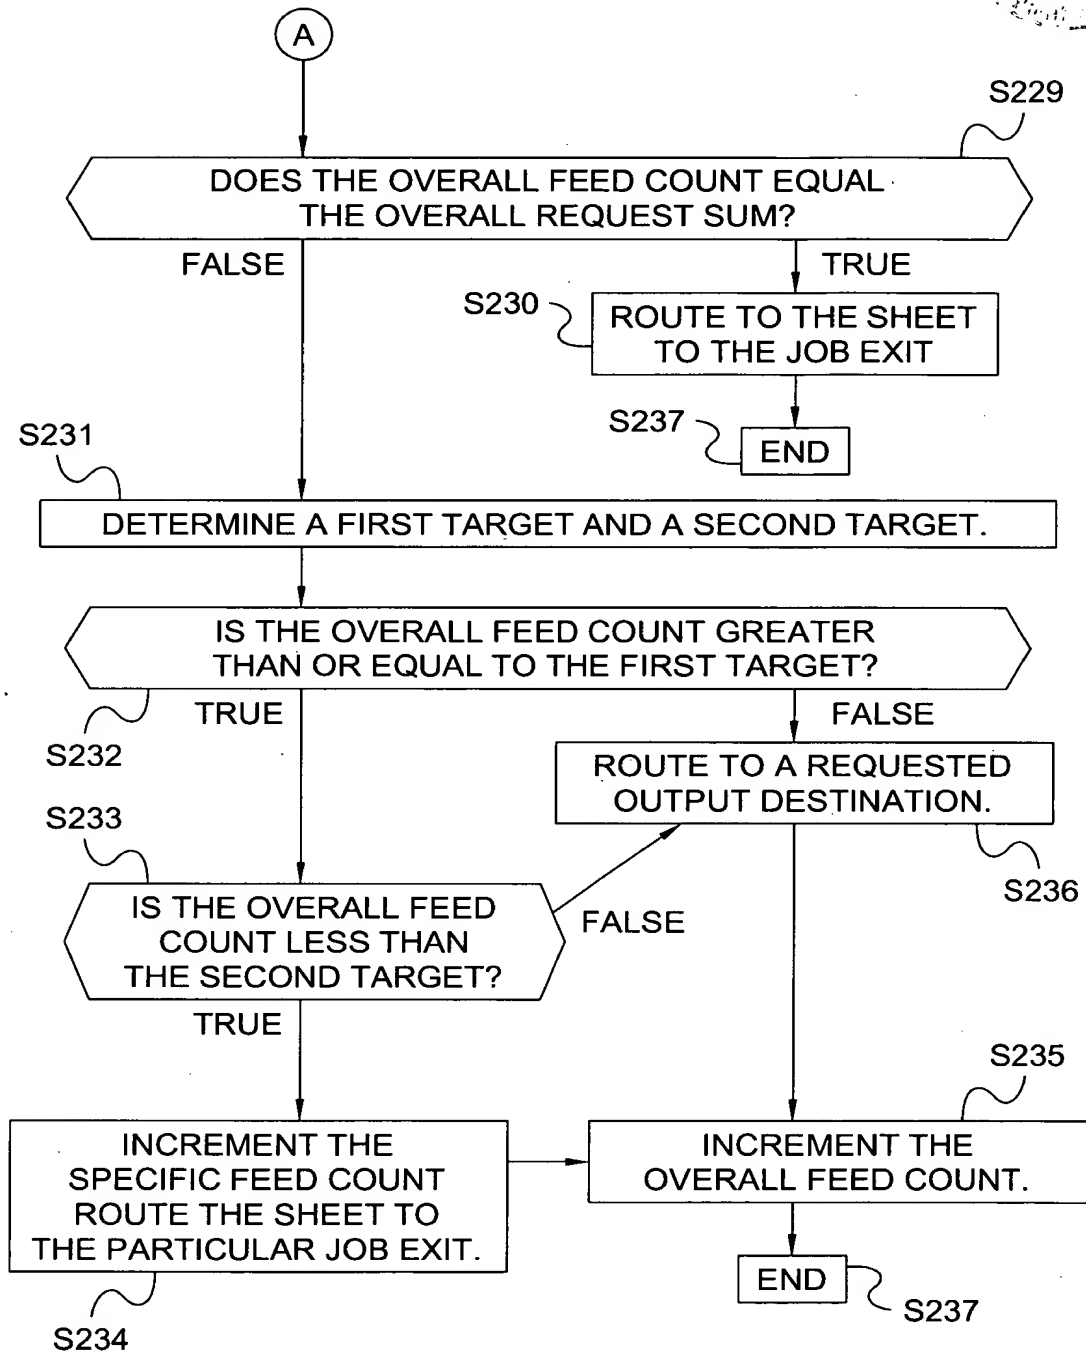 A
S229
DOES THE OVERALL FEED COUNT EQUAL
THE OVERALL REQUEST SUM?
FALSE
TRUE
S230
ROUTE TO THE SHEET
TO THE JOB EXIT
S237
END
S231
DETERMINE A FIRST TARGET AND A SECOND TARGET.
IS THE OVERALL FEED COUNT GREATER
THAN OR EQUAL TO THE FIRST TARGET?
S232
TRUE
FALSE
ROUTE TO A REQUESTED
OUTPUT DESTINATION.
S236
S233
IS THE OVERALL FEED
COUNT LESS THAN
THE SECOND TARGET?
FALSE
TRUE
S235
INCREMENT THE
SPECIFIC FEED COUNT
ROUTE THE SHEET TO
THE PARTICULAR JOB EXIT.
S234
INCREMENT THE
OVERALL FEED COUNT.
END
S237